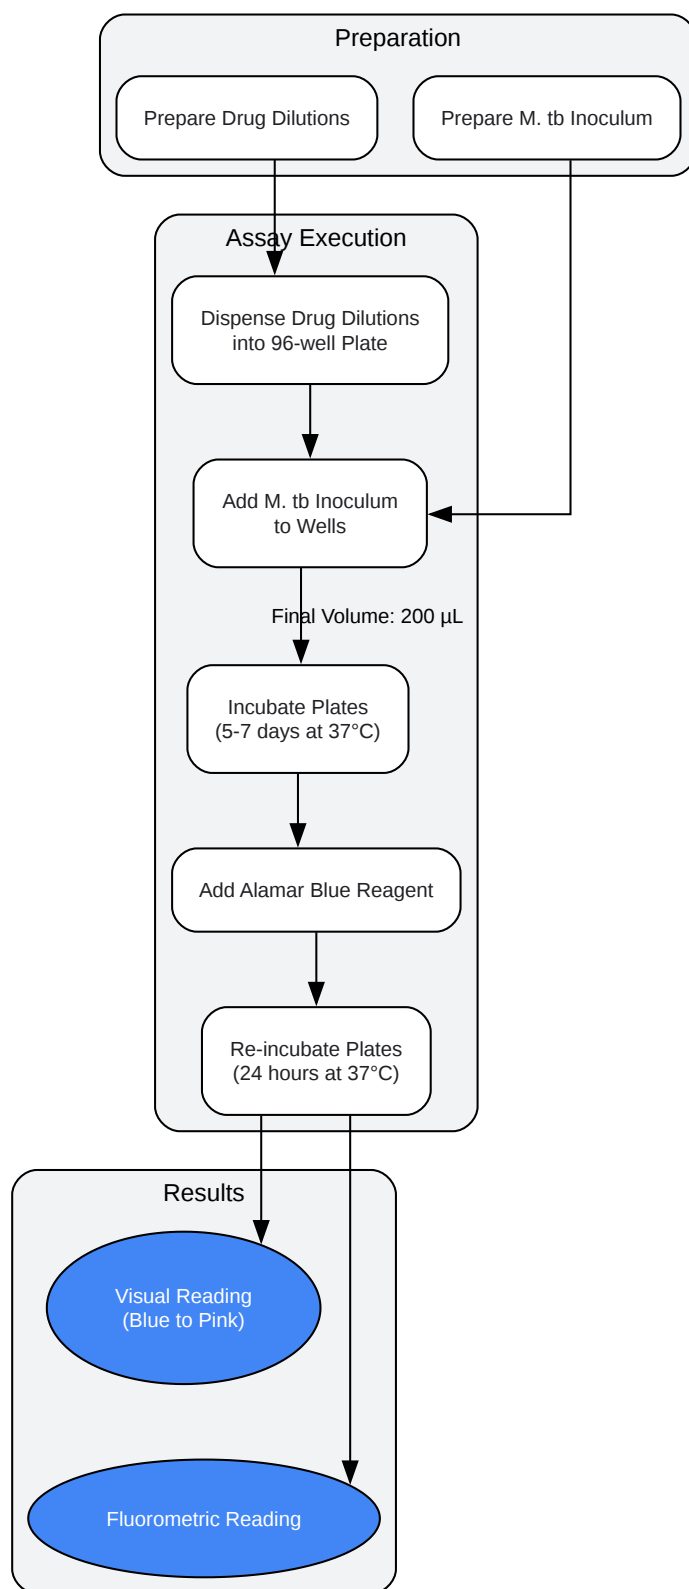 Preparation
Prepare Drug Dilutions
Prepare M. tb Inoculum
Assay Execution
Dispense Drug Dilutions
into 96-well Plate
Add M. tb Inoculum
to Wells
Final Volume: 200 µL
Incubate Plates
(5-7 days at 37°C)
Add Alamar Blue Reagent
Re-incubate Plates
(24 hours at 37°C)
Results
Visual Reading
(Blue to Pink)
Fluorometric Reading